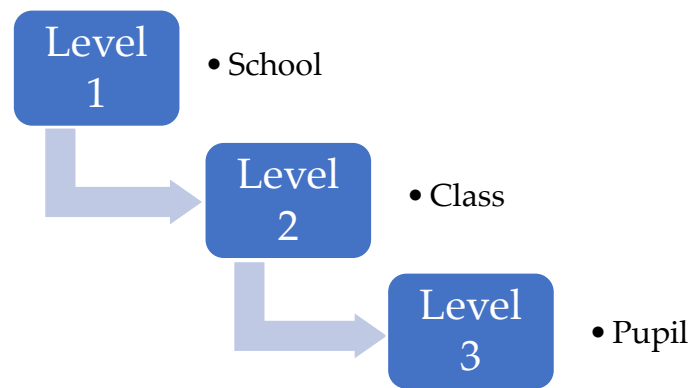 Level
1
• School
Level
2
• Class
Level
3
• Pupil